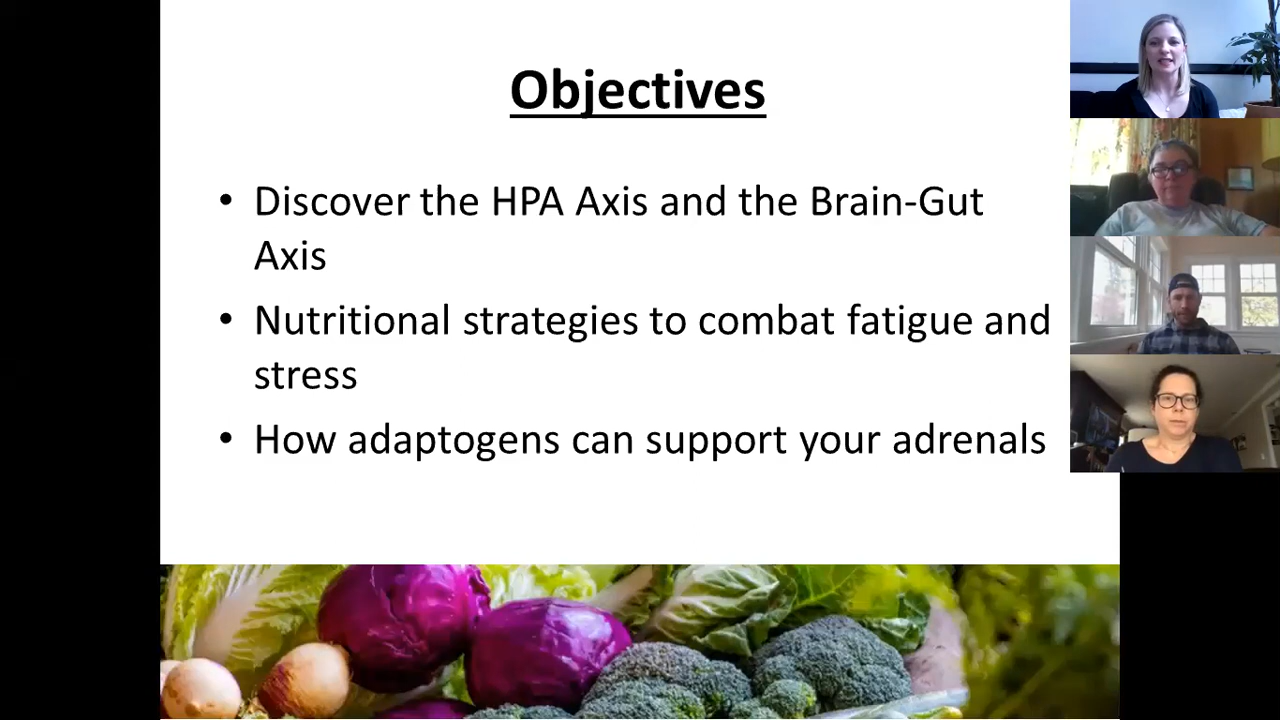 Objectives
• Discover the HPA Axis and the Brain-Gut
Axis
• Nutritional strategies to combat fatigue and
stress
• How adaptogens can support your adrenals